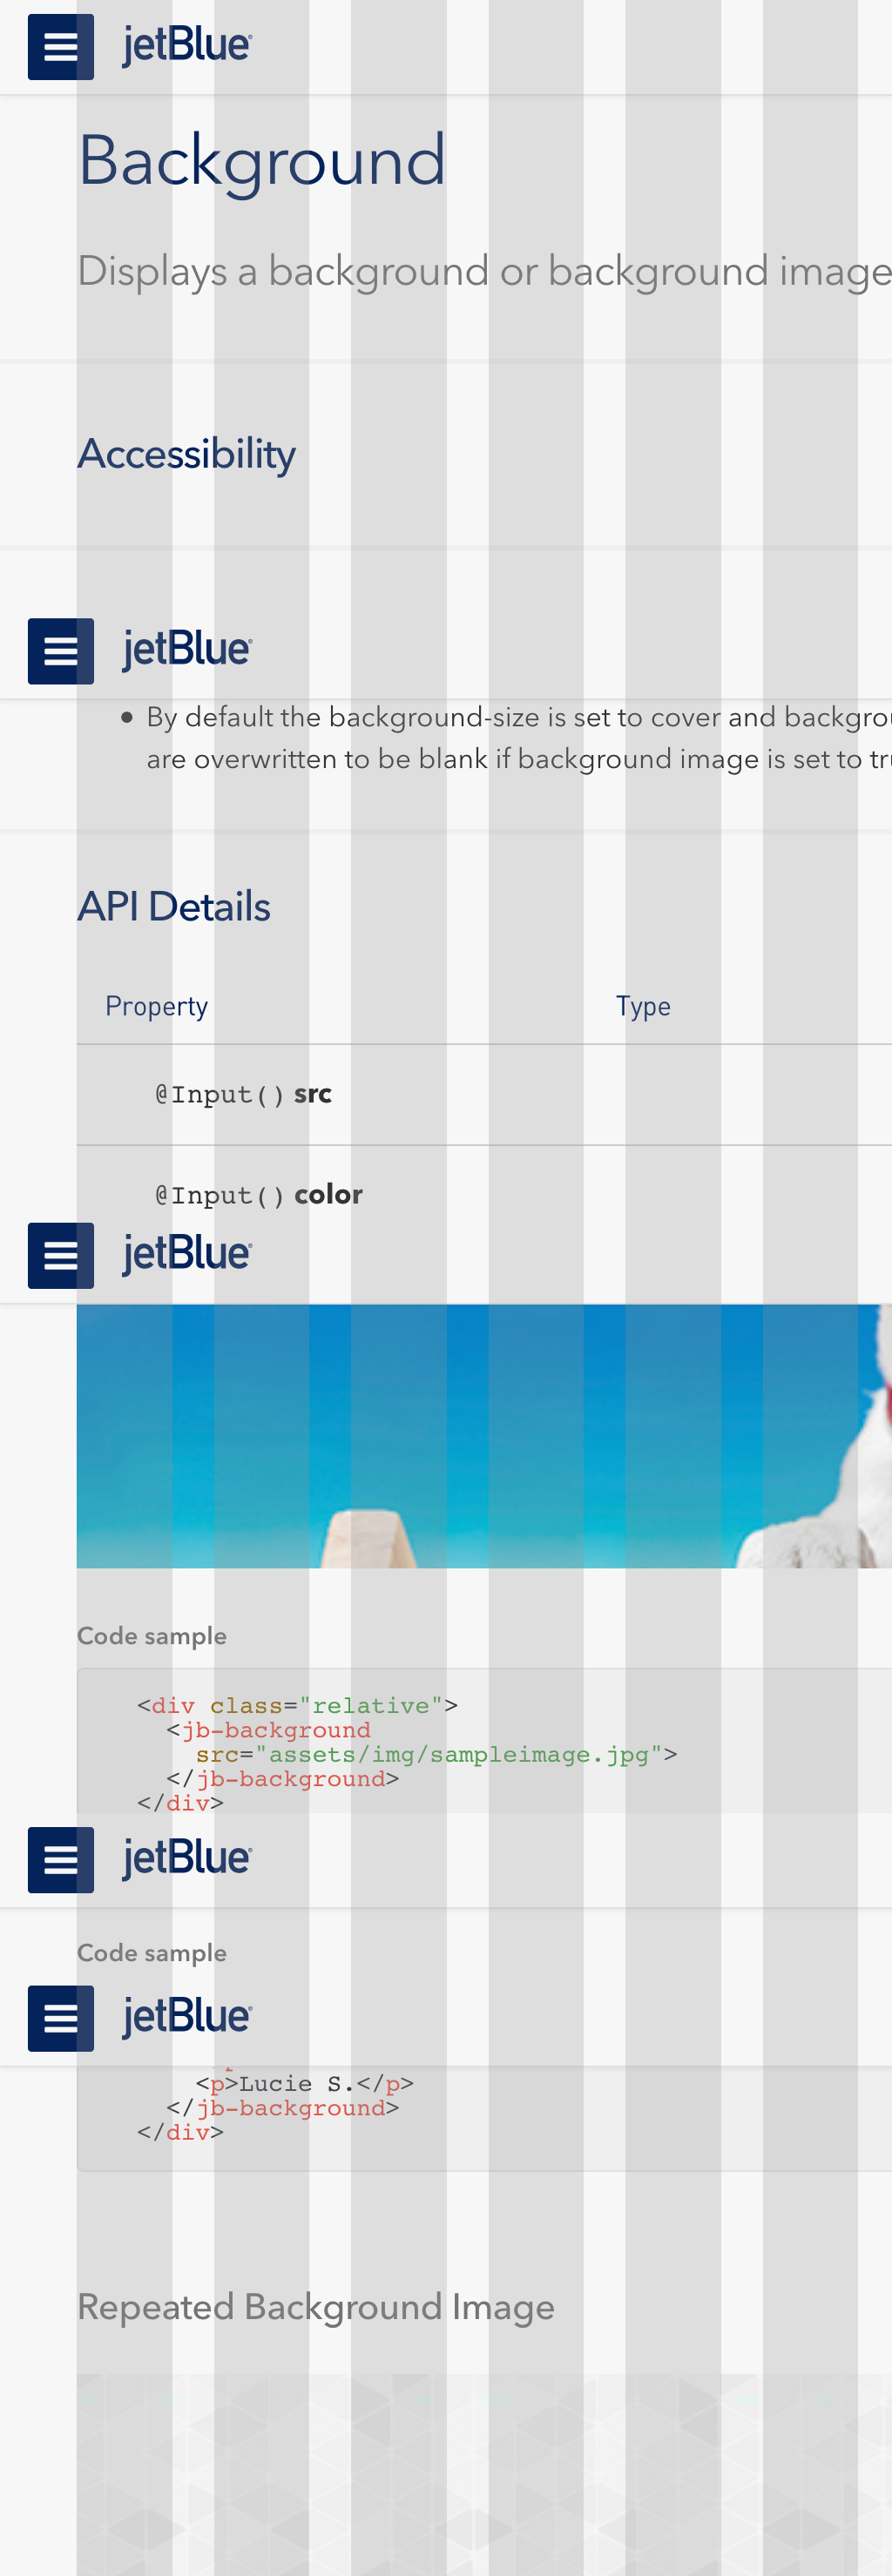 jetBlue
Background
Displays a background or background image
Accessibility
jetBlue
• By default the background-size is set to cover and
are overwritten to be blank if background image is set to
API Details
Property Type
@Input() src
@Input() color
jetBlue
Code sample
<div class="relative">
<jb-background
src="assets/img/sampleimage.jpg">
</jb-background>
</div>
jetBlue
Code sample
jetBlue
<p>Lucie S.</p>
</jb-background>
</div>
Repeated Background Image